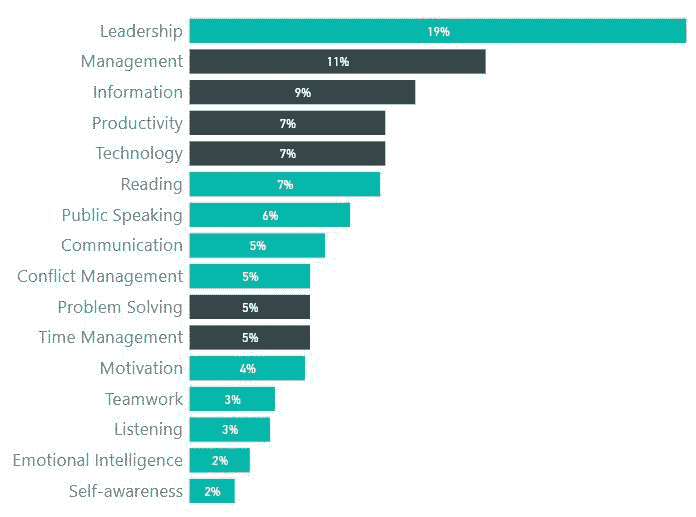 Leadership 19%
Management 11%
Information 9%
Productivity 7%
Technology 7%
Reading 7%
Public Speaking 6%
Communication 5%
Conflict Management 5%
Problem Solving 5%
Time Management 5%
Motivation 4%
Teamwork 3%
Listening 3%
Emotional Intelligence 2%
Self-awareness 2%